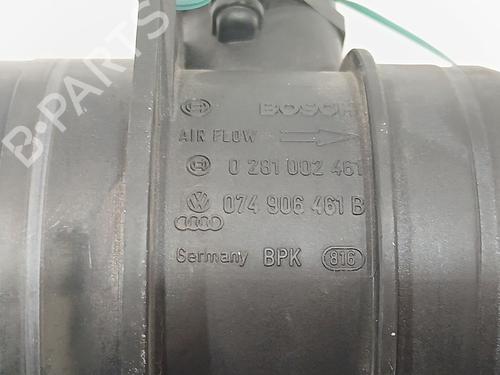 BOSCH
AIR FLOW
0 281 002 461
074 906 461 B
Germany BPK 816
B-PARTS